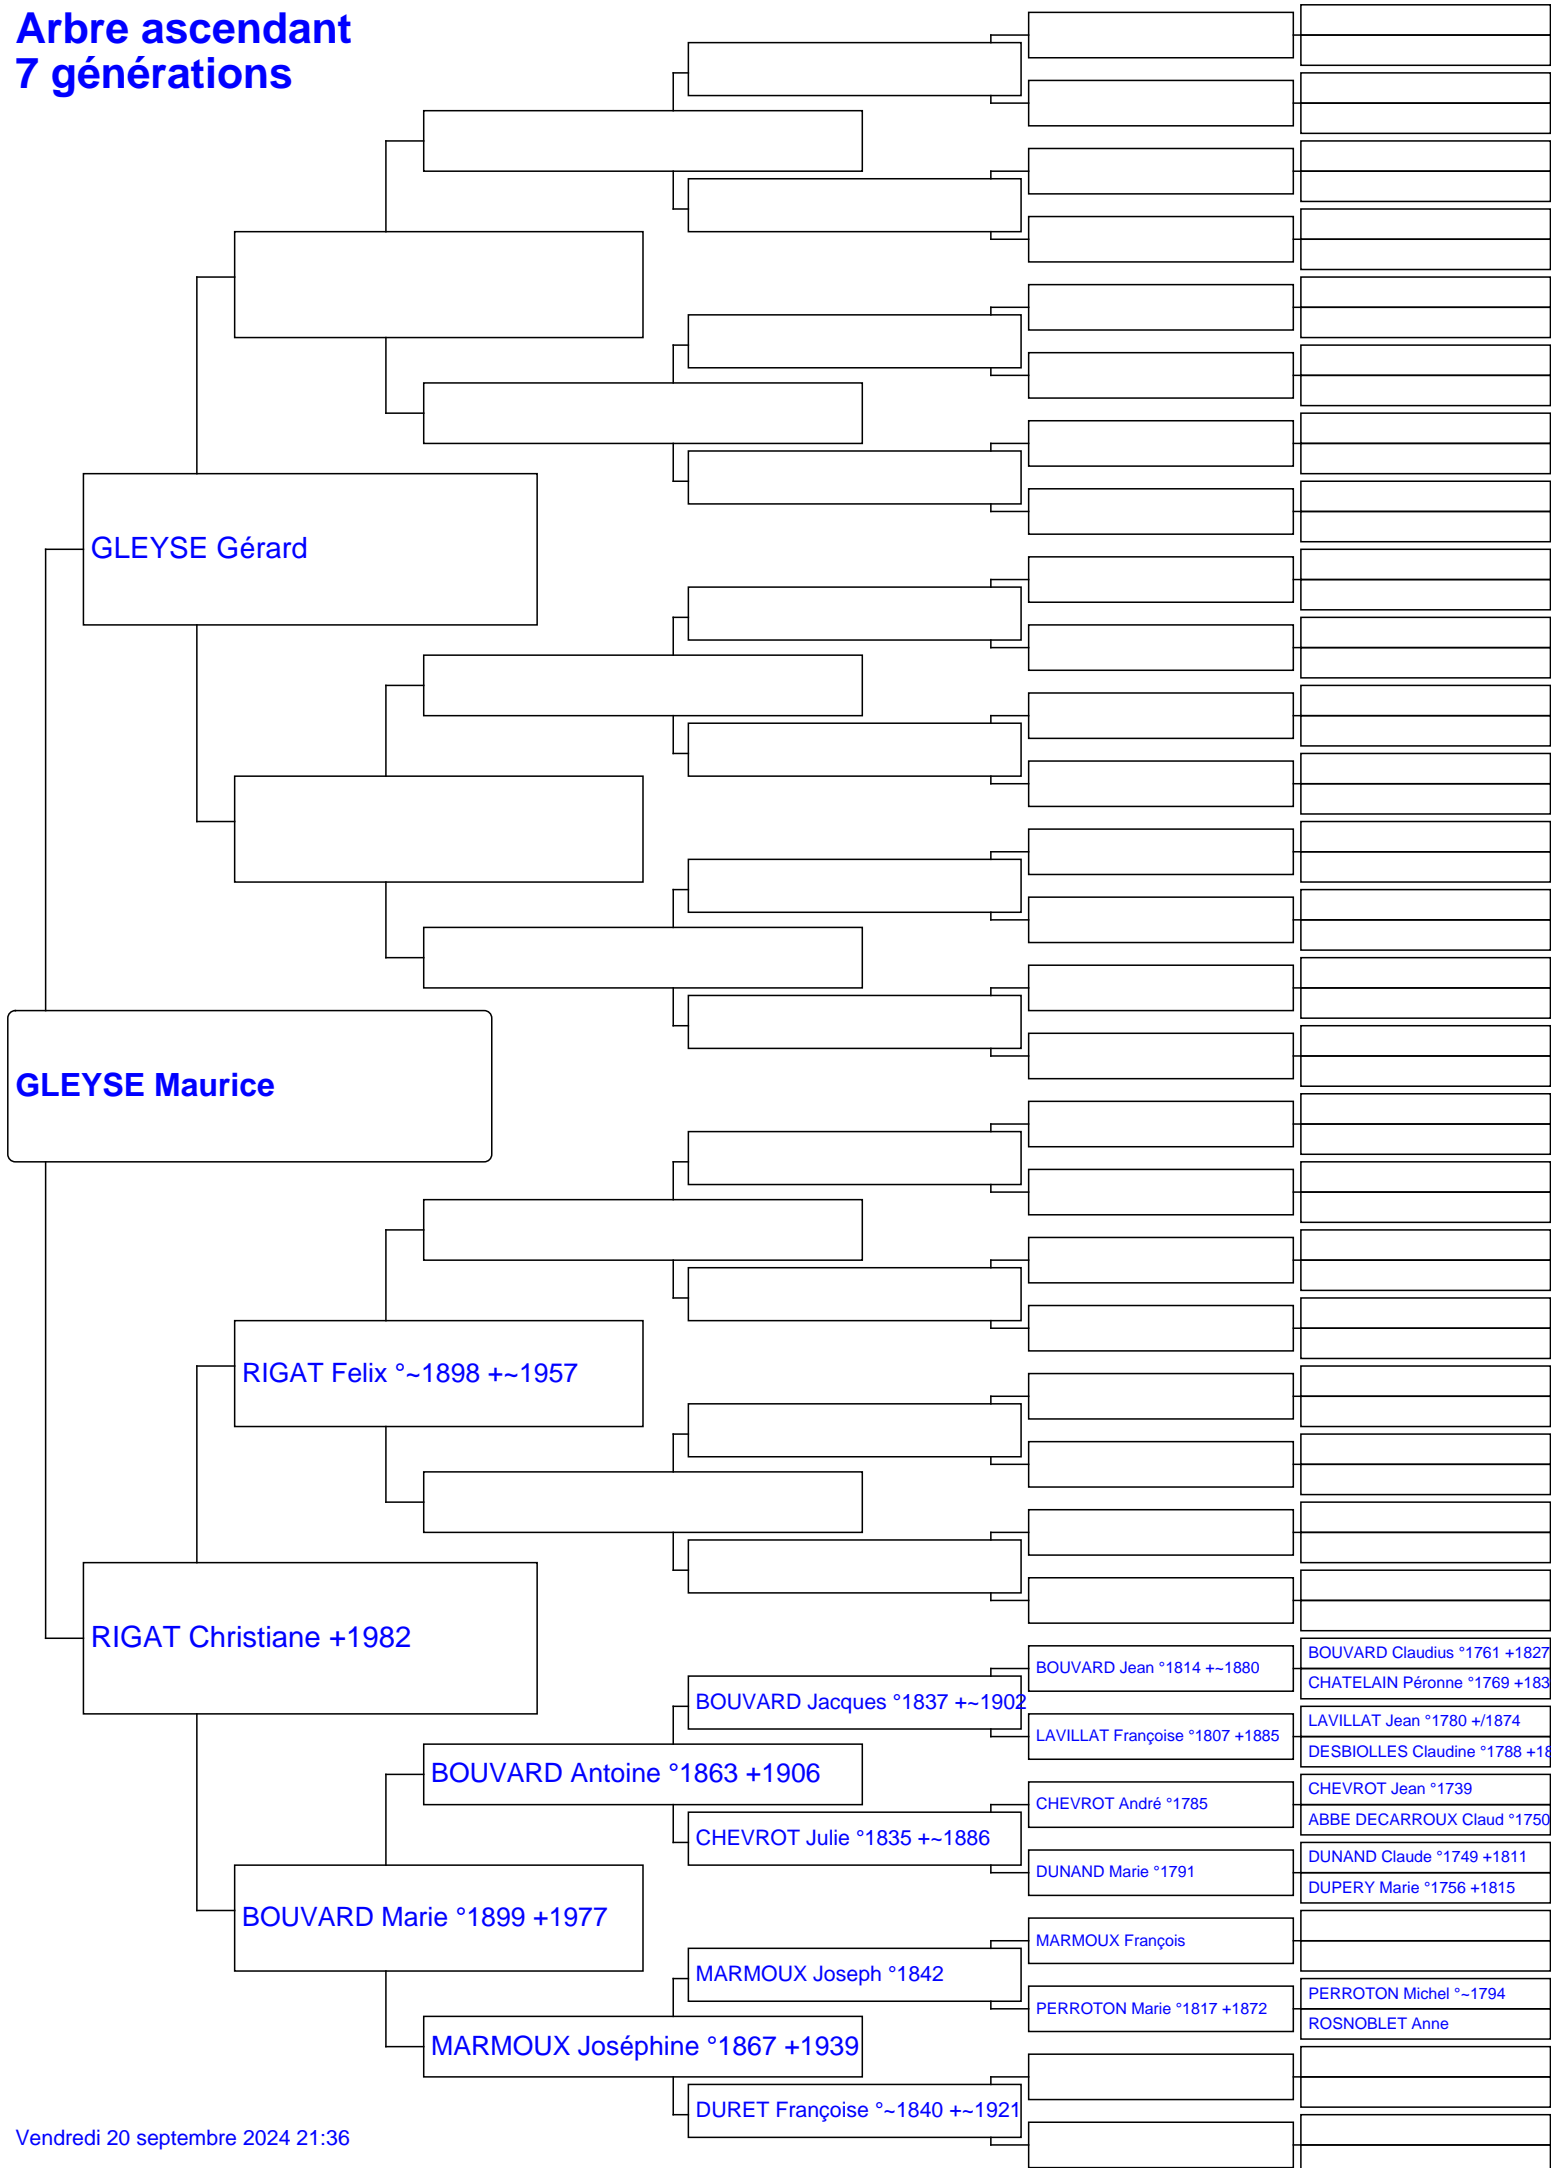 Arbre ascendant
7 générations
GLEYSE Gérard
GLEYSE Maurice
RIGAT Felix °~1898 +~1957
RIGAT Christiane +1982
BOUVARD Jean °1814 +~1880
BOUVARD Claudius °1761 +1827
CHATELAIN Péronne °1769 +183
BOUVARD Jacques °1837 +~1902
LAVILLAT Françoise °1807 +1885
LAVILLAT Jean °1780 +/1874
DESBIOLLES Claudine °1788 +18
BOUVARD Antoine °1863 +1906
CHEVROT André °1785
CHEVROT Jean °1739
ABBE DECARROUX Claud °1750
CHEVROT Julie °1835 +~1886
DUNAND Marie °1791
DUNAND Claude °1749 +1811
DUPERY Marie °1756 +1815
BOUVARD Marie °1899 +1977
MARMOUX François
MARMOUX Joseph °1842
PERROTON Marie °1817 +1872
PERROTON Michel °~1794
ROSNOBLET Anne
MARMOUX Joséphine °1867 +1939
DURET Françoise °~1840 +~1921
Vendredi 20 septembre 2024 21:36